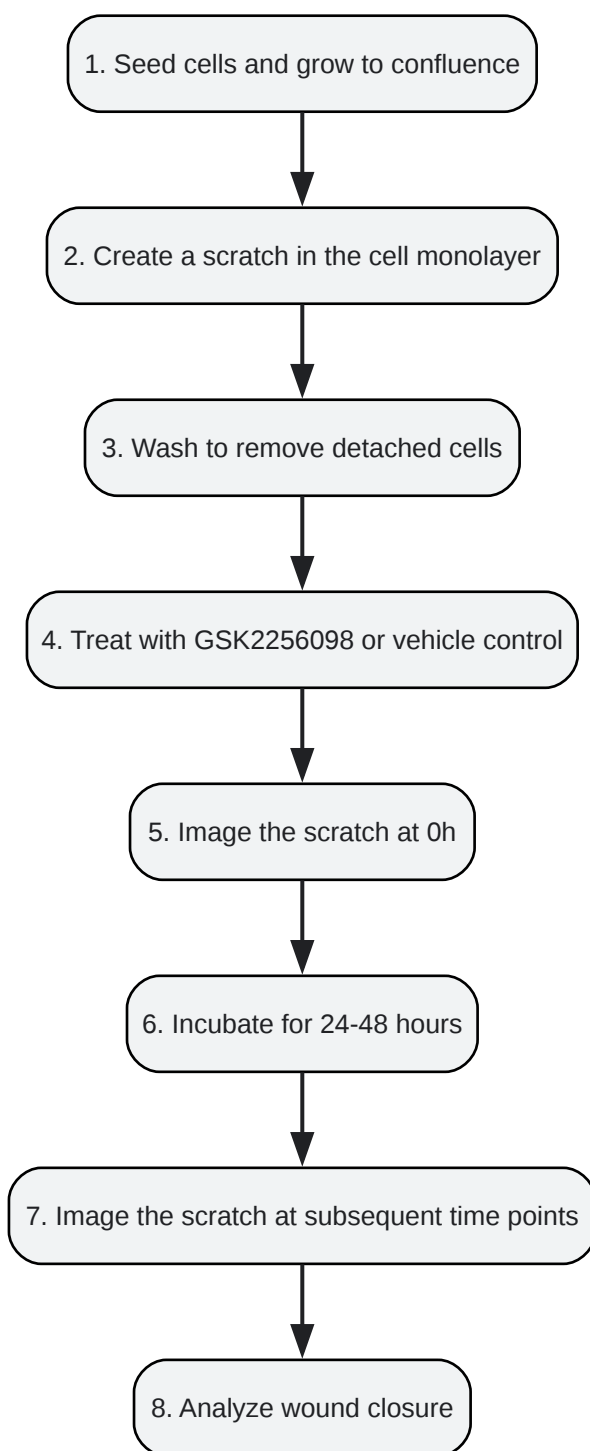 1. Seed cells and grow to confluence
2. Create a scratch in the cell monolayer
3. Wash to remove detached cells
4. Treat with GSK2256098 or vehicle control
5. Image the scratch at 0h
6. Incubate for 24-48 hours
7. Image the scratch at subsequent time points
8. Analyze wound closure